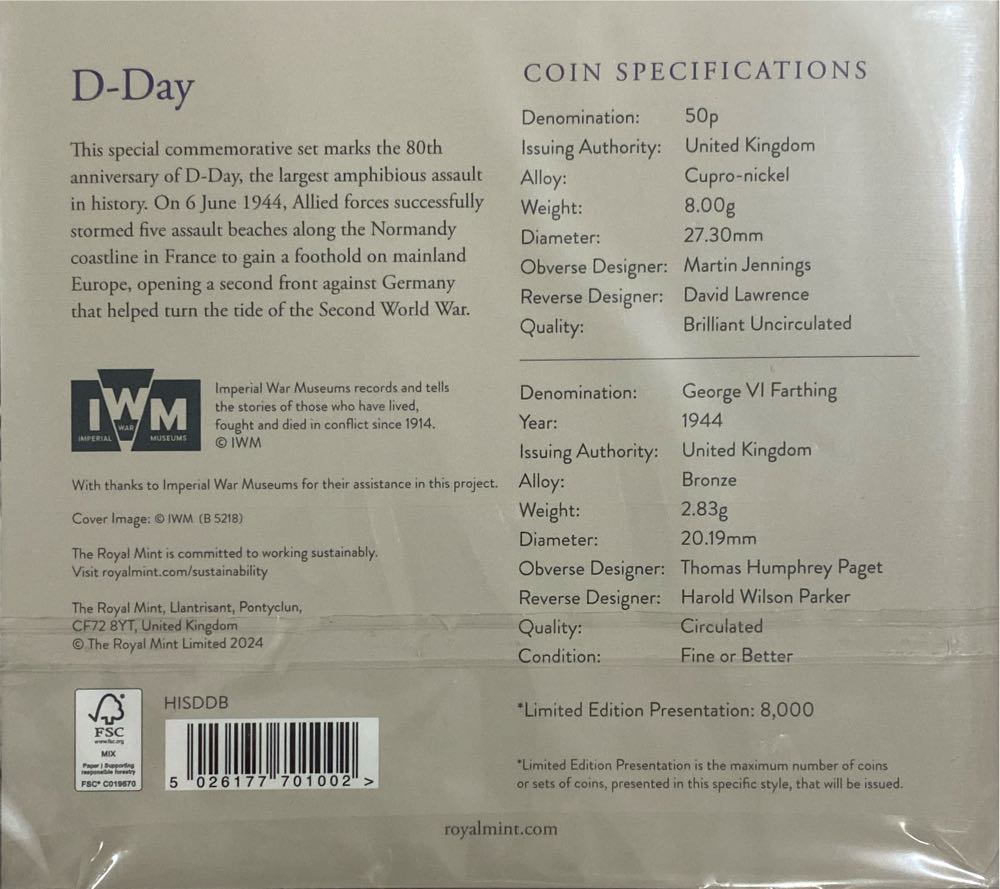 D-Day
This special commemorative set marks the 80th
anniversary of D-Day, the largest amphibious assault
in history. On 6 June 1944, Allied forces successfully
stormed five assault beaches along the Normandy
coastline in France to gain a foothold on mainland
Europe, opening a second front against Germany
that helped turn the tide of the Second World War.
IWM
IMPERIAL WAR MUSEUMS
Imperial War Museums records and tells
the stories of those who have lived,
fought and died in conflict since 1914.
© IWM
With thanks to Imperial War Museums for their assistance in this project.
Cover Image: © IWM (B 5218)
The Royal Mint is committed to working sustainably.
Visit royalmint.com/sustainability
The Royal Mint, Llantrisant, Pontyclun,
CF72 8YT, United Kingdom
© The Royal Mint Limited 2024
FSC
www.fsc.org
MIX
Paper | Supporting
responsible forestry
FSC® C019670
HISDDB
5 026177 701002 >
COIN SPECIFICATIONS
Denomination: 50p
Issuing Authority: United Kingdom
Alloy: Cupro-nickel
Weight: 8.00g
Diameter: 27.30mm
Obverse Designer: Martin Jennings
Reverse Designer: David Lawrence
Quality: Brilliant Uncirculated
Denomination: George VI Farthing
Year: 1944
Issuing Authority: United Kingdom
Alloy: Bronze
Weight: 2.83g
Diameter: 20.19mm
Obverse Designer: Thomas Humphrey Paget
Reverse Designer: Harold Wilson Parker
Quality: Circulated
Condition: Fine or Better
*Limited Edition Presentation: 8,000
*Limited Edition Presentation is the maximum number of coins
or sets of coins, presented in this specific style, that will be issued.
royalmint.com